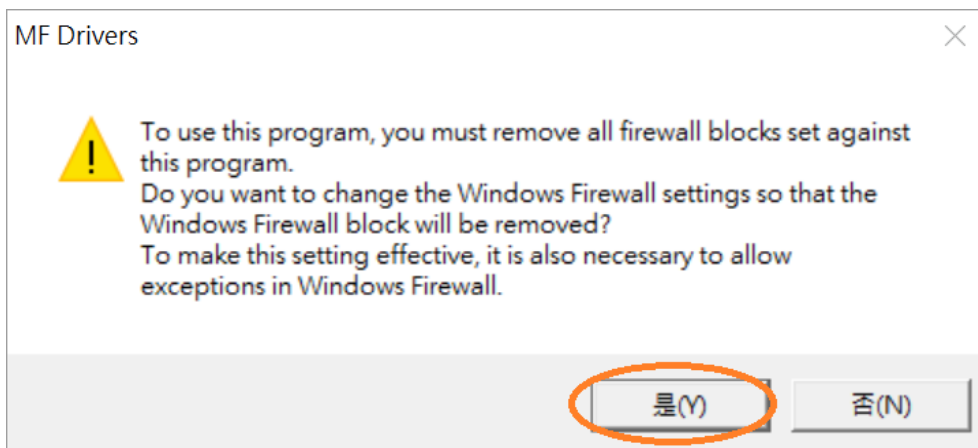 MF Drivers
To use this program, you must remove all firewall blocks set against
this program.
Do you want to change the Windows Firewall settings so that the
Windows Firewall block will be removed?
To make this setting effective, it is also necessary to allow
exceptions in Windows Firewall.
是(Y)
否(N)